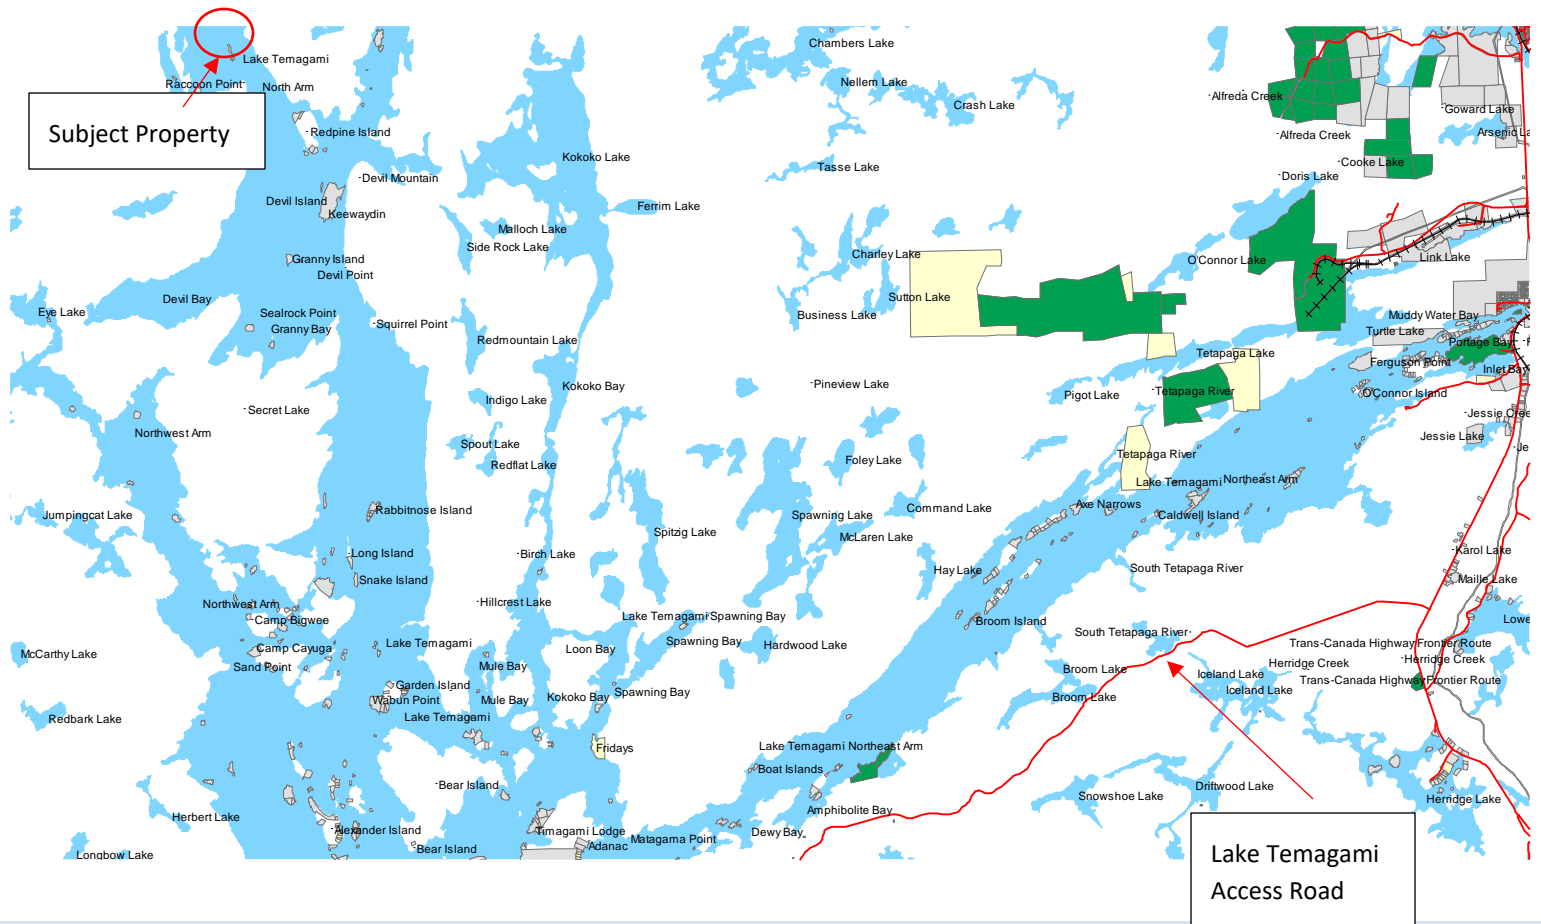 Chambers Lake
Lake Temagami
Raccoon Point
North Arm
Nellem Lake
Crash Lake
Alfreda Creek
Goward Lake
Subject Property
Redpine Island
Alfreda Creek
Arsenic La
Kokoko Lake
Tasse Lake
Cooke Lake
Devil Mountain
Doris Lake
Devil Island
Keewaydin
Ferrim Lake
Malloch Lake
Side Rock Lake
Charley Lake
Granny Island
Devil Point
O'Connor Lake
Link Lake
Devil Bay
Sutton Lake
Eye Lake
Sealrock Point
Granny Bay
Squirrel Point
Business Lake
Muddy Water Bay
Turtle Lake
Redmountain Lake
Portage Bay
Tetapaga Lake
Ferguson Point
Inlet Bay
Kokoko Bay
Pineview Lake
Pigot Lake
Tetapaga River
O'Connor Island
Indigo Lake
Secret Lake
Jessie Cree
Northwest Arm
Jessie Lake
Je
Spout Lake
Redflat Lake
Foley Lake
Tetapaga River
Lake Temagami
Northeast Arm
Jumpingcat Lake
Rabbitnose Island
Spawning Lake
Command Lake
Axe Narrows
Caldwell Island
Spitzig Lake
McLaren Lake
Long Island
Birch Lake
Karol Lake
Snake Island
Hay Lake
South Tetapaga River
Maille Lake
Northwest Arm
Hillcrest Lake
Camp Bigwee
Lake Temagami
Spawning Bay
Broom Island
Lowe
McCarthy Lake
Camp Cayuga
Lake Temagami
Loon Bay
Spawning Bay
Hardwood Lake
South Tetapaga River
Trans-Canada Highway
Frontier Route
Sand Point
Mule Bay
Broom Lake
Iceland Lake
Herridge Creek
Herridge Creek
Garden Island
Wabun Point
Mule Bay
Kokoko Bay
Spawning Bay
Broom Lake
Iceland Lake
Trans-Canada Highway
Frontier Route
Redbark Lake
Lake Temagami
Fridays
Lake Temagami
Northeast Arm
Boat Islands
Bear Island
Snowshoe Lake
Driftwood Lake
Herridge Lake
Herbert Lake
Amphibolite Bay
Alexander Island
Timagami Lodge
Adanac
Matagama Point
Dewy Bay
Longbow Lake
Bear Island
Lake Temagami
Access Road